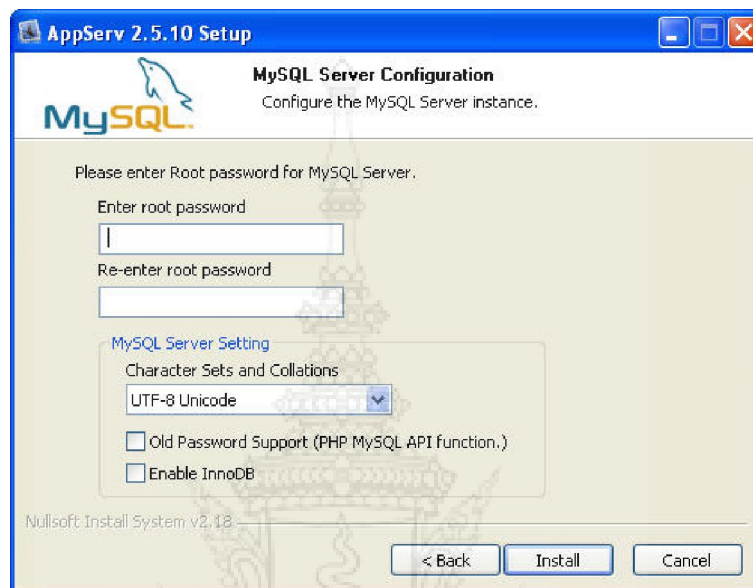 AppServ 2.5.10 Setup
MySQL
MySQL Server Configuration
Configure the MySQL Server instance.
Please enter Root password for MySQL Server.
Enter root password
Re-enter root password
MySQL Server Setting
Character Sets and Collations
UTF-8 Unicode
Old Password Support (PHP MySQL API function.)
Enable InnoDB
Nullsoft Install System v2.18
< Back Install Cancel